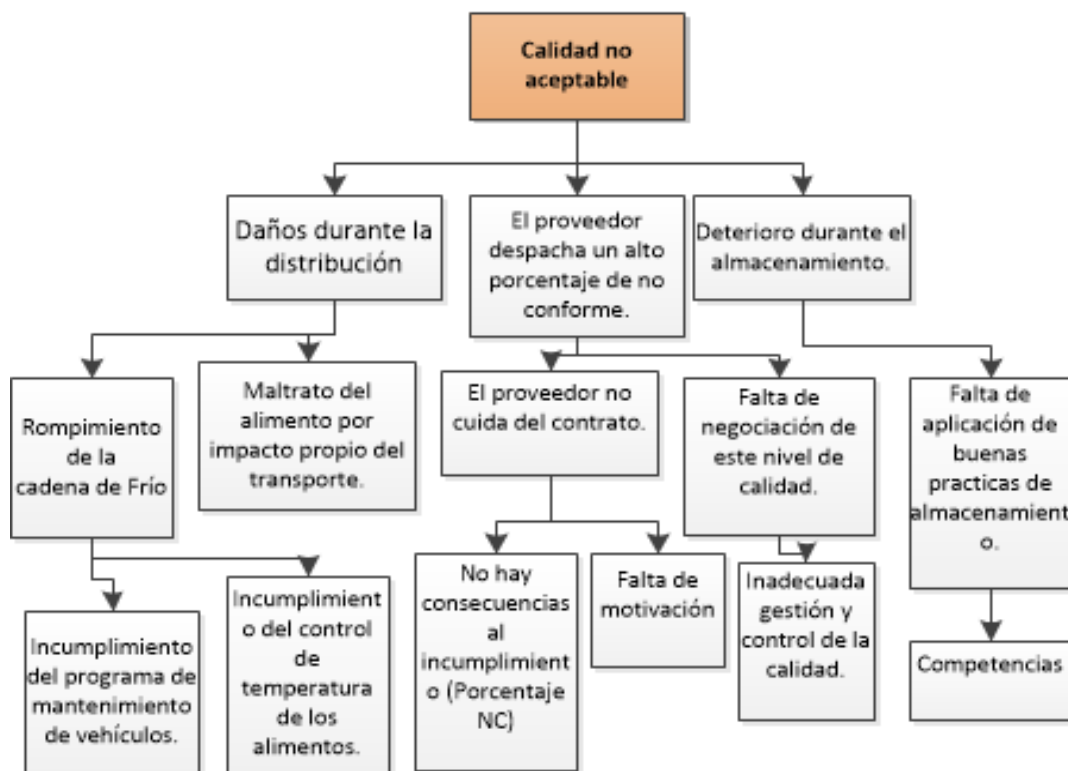 Calidad no
aceptable
Daños durante la
distribución
El proveedor
despacha un alto
porcentaje de no
conforme.
Deterioro durante el
almacenamiento.
Rompimiento
de la
cadena de Frío
Maltrato del
alimento por
impacto propio del
transporte.
El proveedor no
cuida del contrato.
Falta de
negociación de
este nivel de
calidad.
Falta de
aplicación de
buenas
practicas de
almacenamient
o.
Incumplimiento
del programa de
mantenimiento
de vehículos.
Incumplimient
o del control
de
temperatura
de los
alimentos.
No hay
consecuencias
al
incumplimient
o (Porcentaje
NC)
Falta de
motivación
Inadecuada
gestión y
control de la
calidad.
Competencias